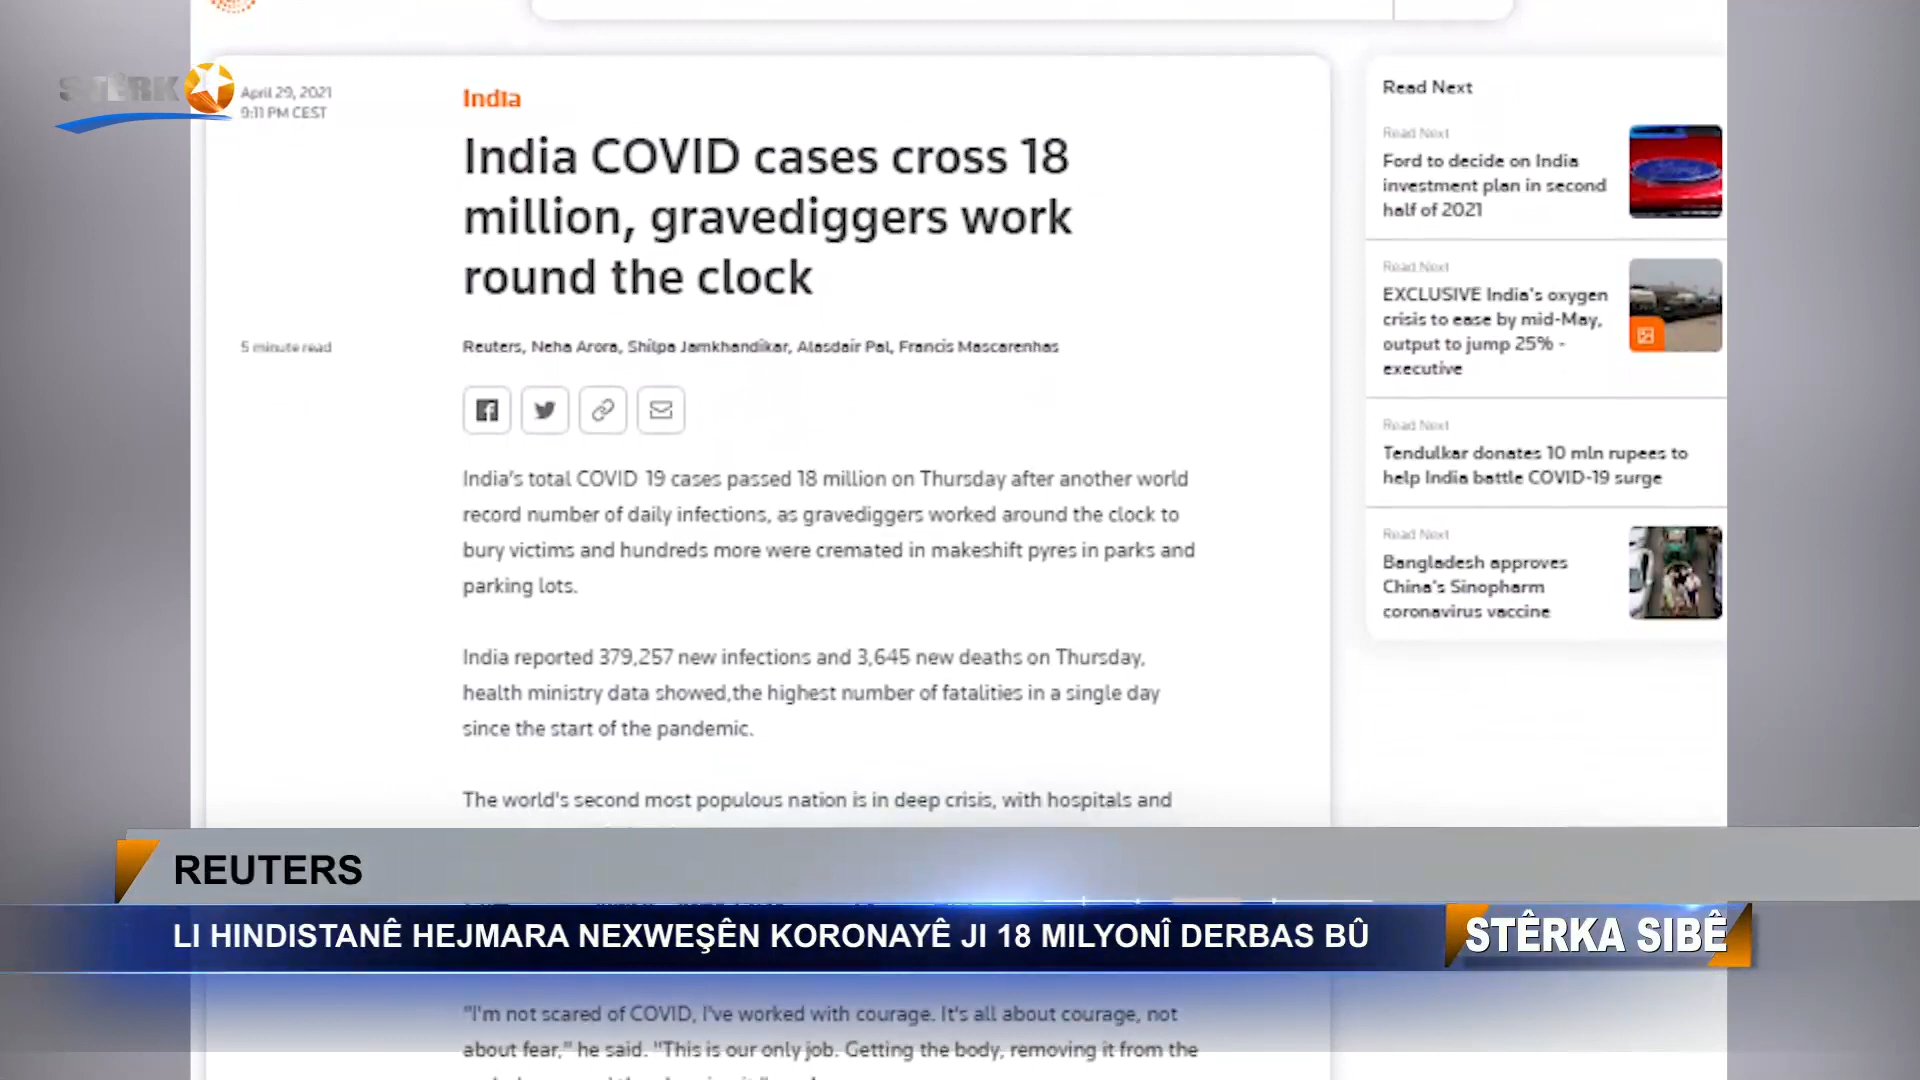 STÊRK
April 29, 2021
9:11 PM CEST
India
India COVID cases cross 18
million, gravediggers work
round the clock
5 minute read
Reuters, Neha Arora, Shilpa Jamkhandikar, Alasdair Pal, Francis Mascarenhas
India's total COVID 19 cases passed 18 million on Thursday after another world
record number of daily infections, as gravediggers worked around the clock to
bury victims and hundreds more were cremated in makeshift pyres in parks and
parking lots.
India reported 379,257 new infections and 3,645 new deaths on Thursday,
health ministry data showed,the highest number of fatalities in a single day
since the start of the pandemic.
The world's second most populous nation is in deep crisis, with hospitals and
"I'm not scared of COVID, I've worked with courage. It's all about courage, not
about fear," he said. "This is our only job. Getting the body, removing it from the
Read Next
Read Next
Ford to decide on India
investment plan in second
half of 2021
Read Next
EXCLUSIVE India's oxygen
crisis to ease by mid-May,
output to jump 25% -
executive
Read Next
Tendulkar donates 10 mln rupees to
help India battle COVID-19 surge
Read Next
Bangladesh approves
China's Sinopharm
coronavirus vaccine
REUTERS
LI HINDISTANÊ HEJMARA NEXWEŞÊN KORONAYÊ JI 18 MILYONÎ DERBAS BÛ
STÊRKA SIBÊ